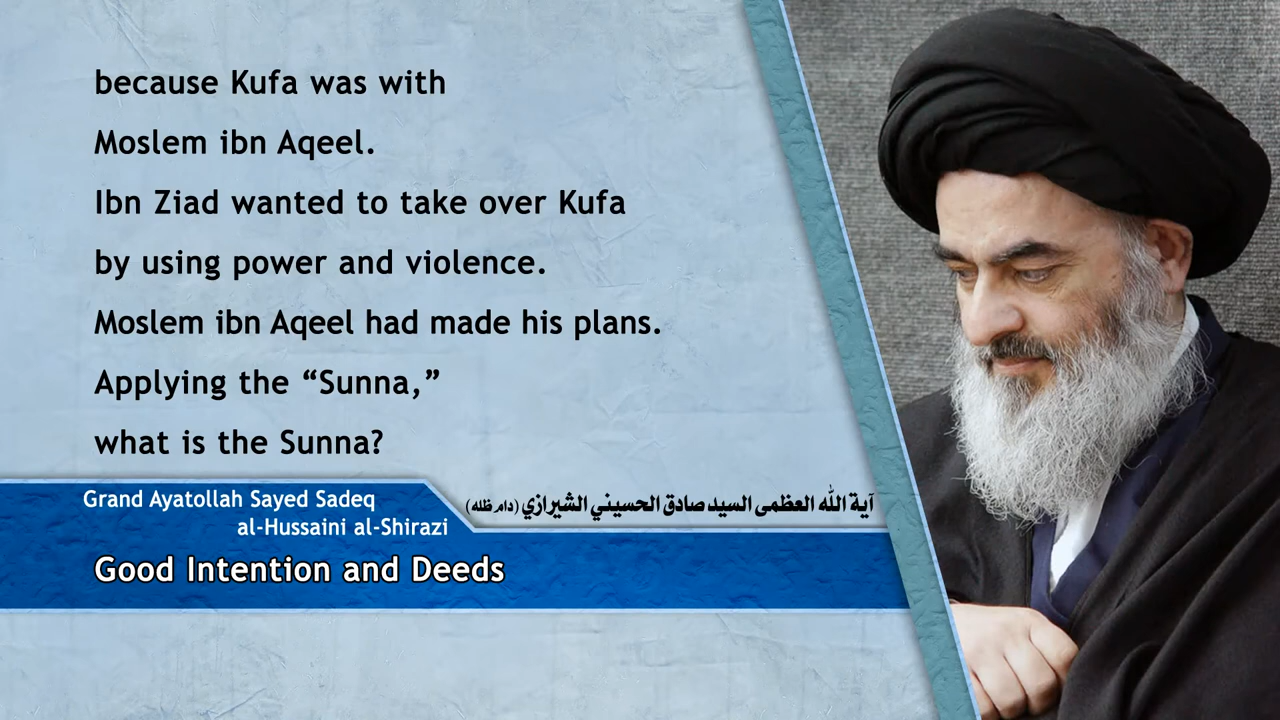 because Kufa was with
Moslem ibn Aqeel.
Ibn Ziad wanted to take over Kufa
by using power and violence.
Moslem ibn Aqeel had made his plans.
Applying the “Sunna,”
what is the Sunna?
Grand Ayatollah Sayed Sadeq
al-Hussaini al-Shirazi
آية الله العظمى السيد صادق الحسيني الشيرازي (دام ظله)
Good Intention and Deeds